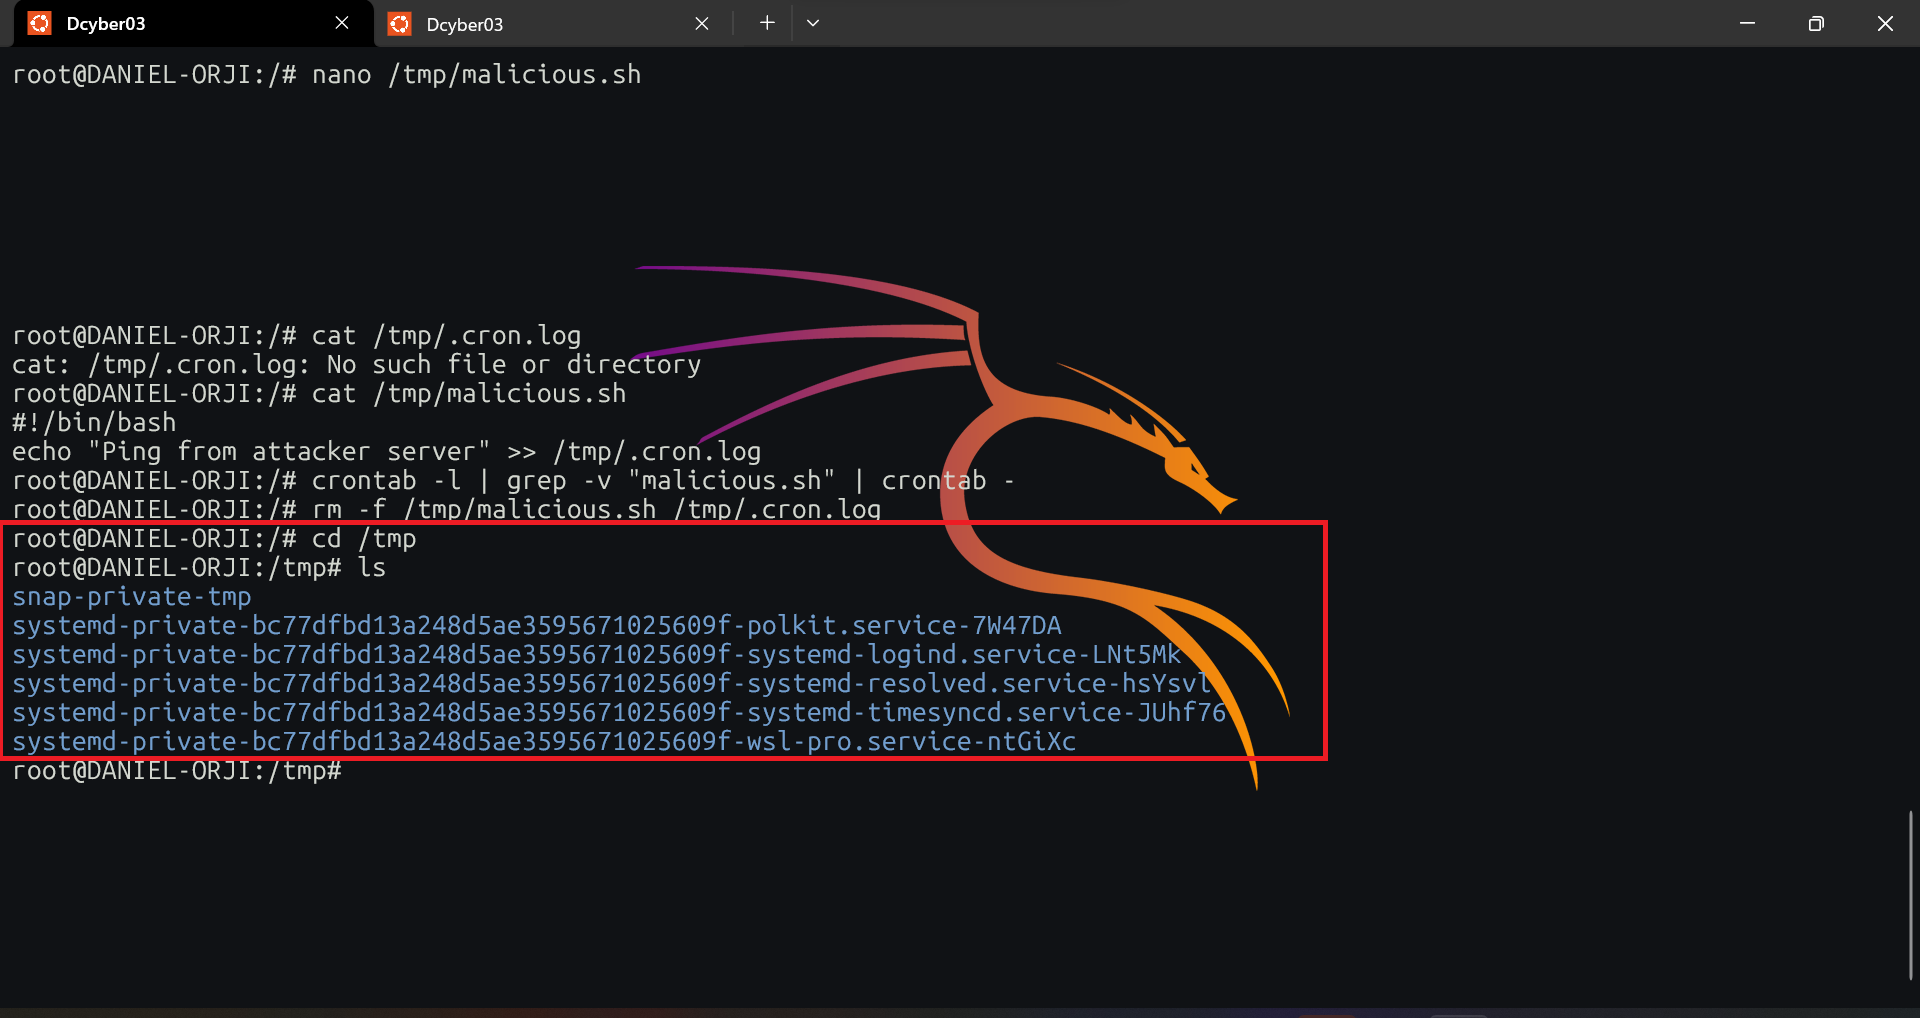 Dcyber03
Dcyber03
root@DANIEL-ORJI:/# nano /tmp/malicious.sh
root@DANIEL-ORJI:/# cat /tmp/.cron.log
cat: /tmp/.cron.log: No such file or directory
root@DANIEL-ORJI:/# cat /tmp/malicious.sh
#!/bin/bash
echo "Ping from attacker server" >> /tmp/.cron.log
root@DANIEL-ORJI:/# crontab -l | grep -v "malicious.sh" | crontab -
root@DANIEL-ORJI:/# rm -f /tmp/malicious.sh /tmp/.cron.log
root@DANIEL-ORJI:/# cd /tmp
root@DANIEL-ORJI:/tmp# ls
snap-private-tmp
systemd-private-bc77dfbd13a248d5ae3595671025609f-polkit.service-7W47DA
systemd-private-bc77dfbd13a248d5ae3595671025609f-systemd-logind.service-LNt5Mk
systemd-private-bc77dfbd13a248d5ae3595671025609f-systemd-resolved.service-hsYsvl
systemd-private-bc77dfbd13a248d5ae3595671025609f-systemd-timesyncd.service-JUhf76
systemd-private-bc77dfbd13a248d5ae3595671025609f-wsl-pro.service-ntGiXc
root@DANIEL-ORJI:/tmp#